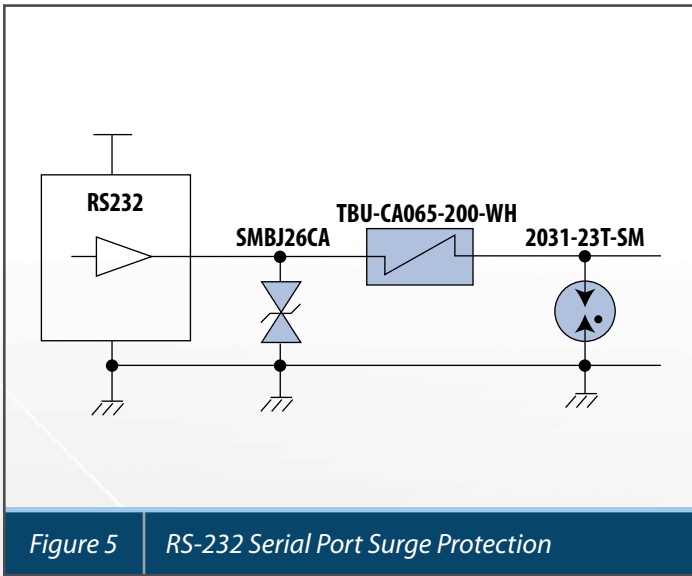 RS232
SMBJ26CA
TBU-CA065-200-WH
2031-23T-SM
Figure 5
RS-232 Serial Port Surge Protection